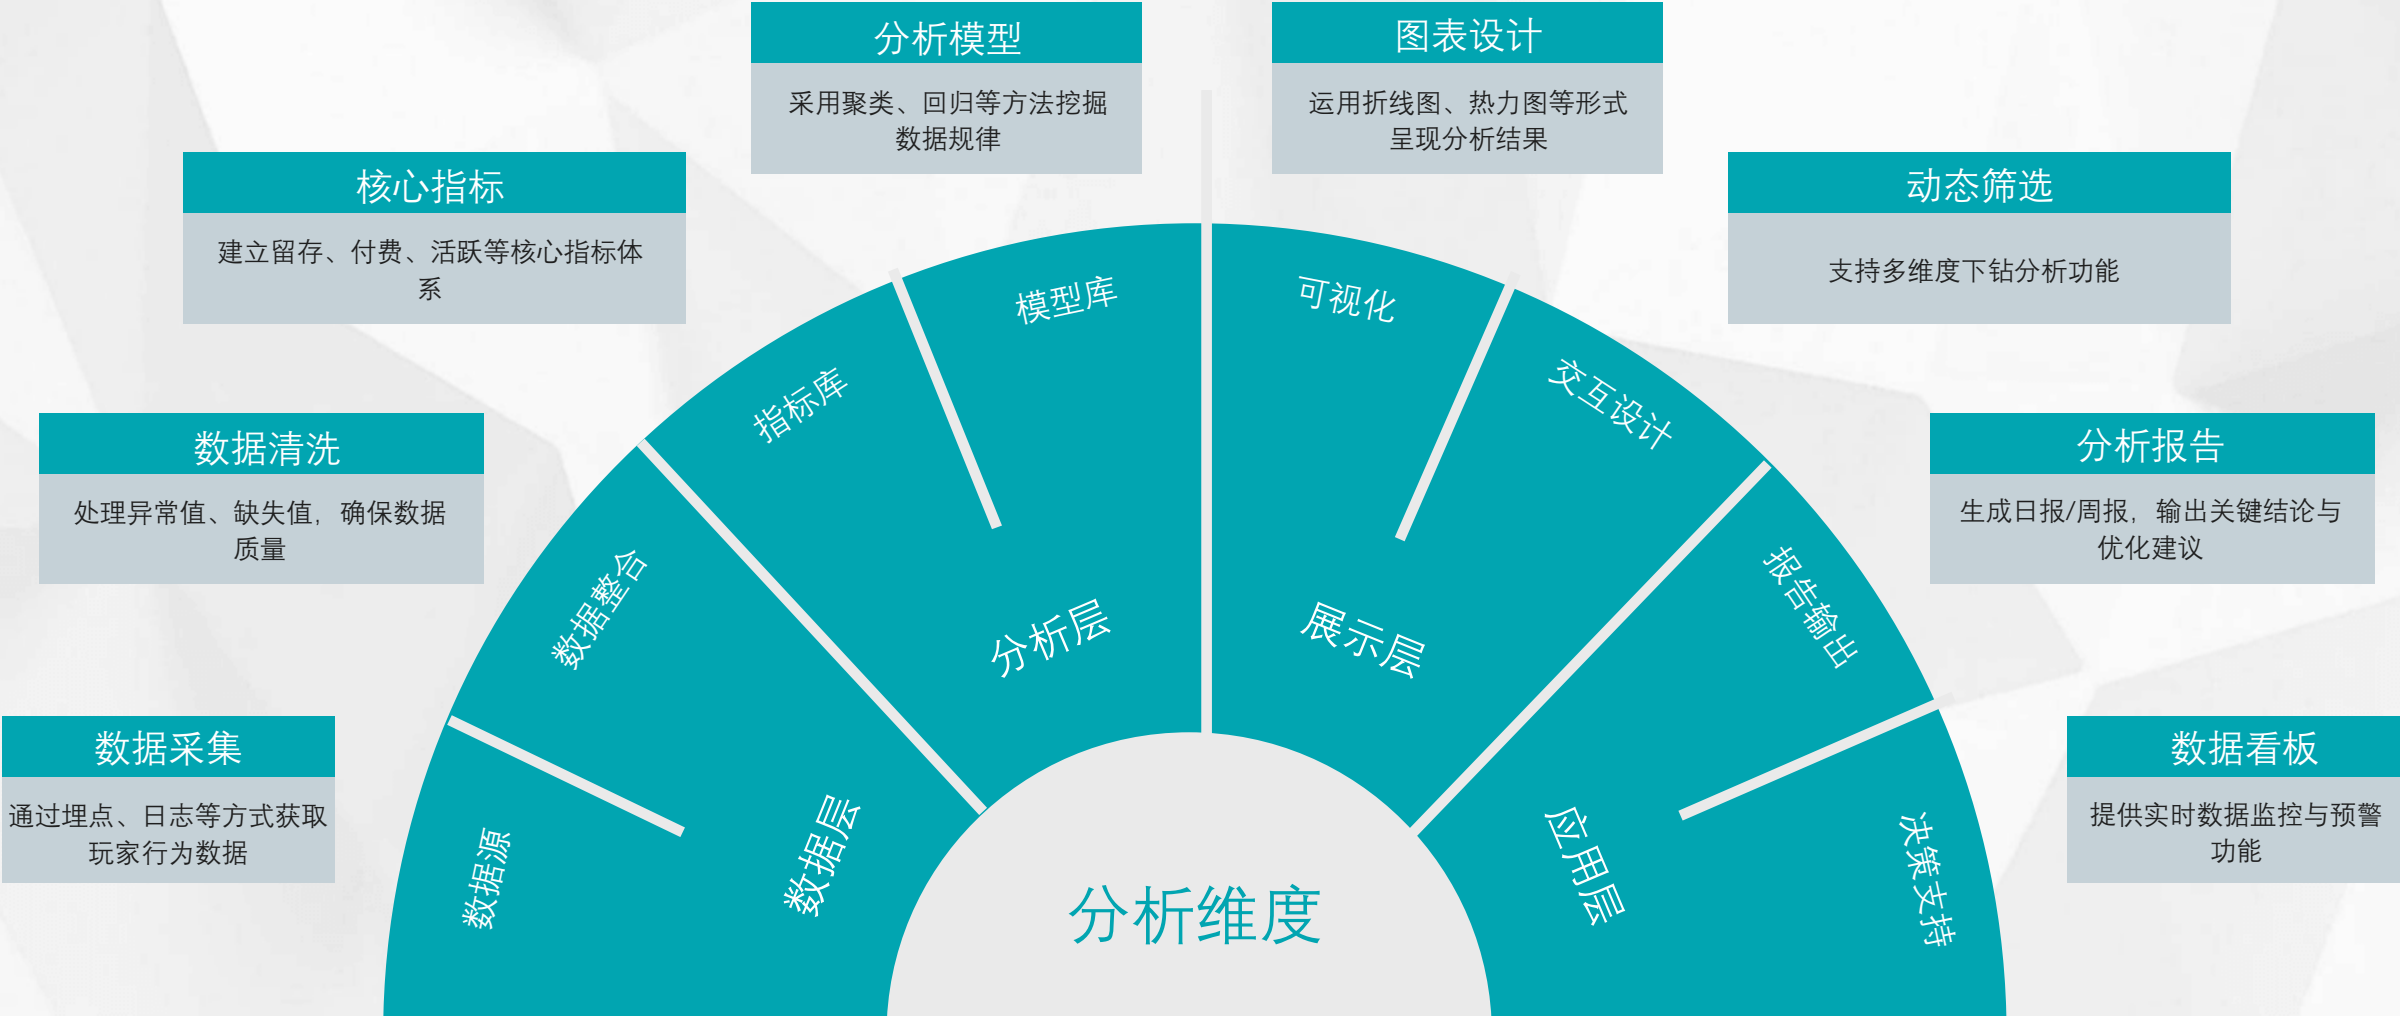 分析模型
采用聚类、回归等方法挖掘
数据规律
图表设计
运用折线图、热力图等形式
呈现分析结果
核心指标
建立留存、付费、活跃等核心指标体
系
动态筛选
支持多维度下钻分析功能
数据清洗
处理异常值、缺失值，确保数据
质量
分析报告
生成日报/周报，输出关键结论与
优化建议
数据采集
通过埋点、日志等方式获取
玩家行为数据
数据看板
提供实时数据监控与预警
功能
数据源
数据整合
指标库
模型库
可视化
交互设计
报告输出
决策支持
数据层
分析层
展示层
应用层
分析维度